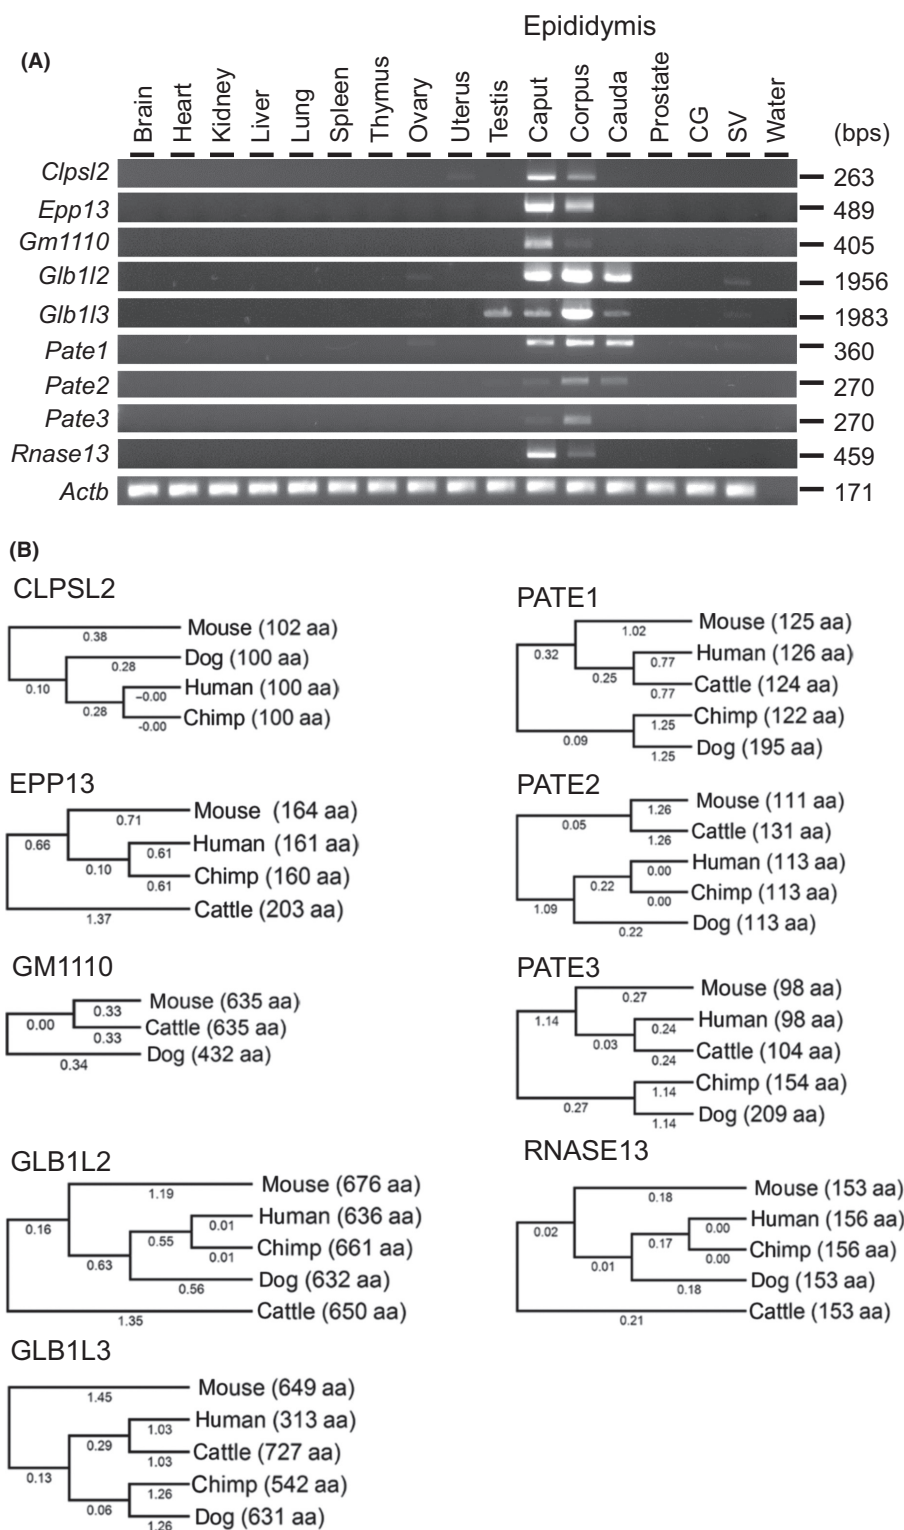 Epididymis
(A)
Brain Heart Kidney Liver Lung Spleen Thymus Ovary Uterus Testis Caput Corpus Cauda Prostate CG SV Water (bps)
Clpsl2 263
Epp13 489
Gm1110 405
Glb1l2 1956
Glb1l3 1983
Pate1 360
Pate2 270
Pate3 270
Rnase13 459
Actb 171
(B)
CLPSL2
Mouse (102 aa)
0.38
Dog (100 aa)
0.28
0.10
Human (100 aa)
–0.00
0.28
Chimp (100 aa)
-0.00
EPP13
Mouse (164 aa)
0.71
0.66
Human (161 aa)
0.61
0.10
Chimp (160 aa)
0.61
Cattle (203 aa)
1.37
GM1110
Mouse (635 aa)
0.33
0.00
Cattle (635 aa)
0.33
Dog (432 aa)
0.34
GLB1L2
Mouse (676 aa)
1.19
0.16
Human (636 aa)
0.01
0.55
Chimp (661 aa)
0.01
0.63
Dog (632 aa)
0.56
Cattle (650 aa)
1.35
GLB1L3
Mouse (649 aa)
1.45
Human (313 aa)
1.03
0.29
Cattle (727 aa)
1.03
0.13
Chimp (542 aa)
1.26
0.06
Dog (631 aa)
1.26
PATE1
Mouse (125 aa)
1.02
0.32
Human (126 aa)
0.77
0.25
Cattle (124 aa)
0.77
Chimp (122 aa)
1.25
0.09
Dog (195 aa)
1.25
PATE2
Mouse (111 aa)
1.26
0.05
Cattle (131 aa)
1.26
Human (113 aa)
0.00
0.22
Chimp (113 aa)
0.00
1.09
Dog (113 aa)
0.22
PATE3
Mouse (98 aa)
0.27
1.14
Human (98 aa)
0.24
0.03
Cattle (104 aa)
0.24
Chimp (154 aa)
1.14
0.27
Dog (209 aa)
1.14
RNASE13
Mouse (153 aa)
0.18
0.02
Human (156 aa)
0.00
0.17
Chimp (156 aa)
0.00
0.01
Dog (153 aa)
0.18
Cattle (153 aa)
0.21